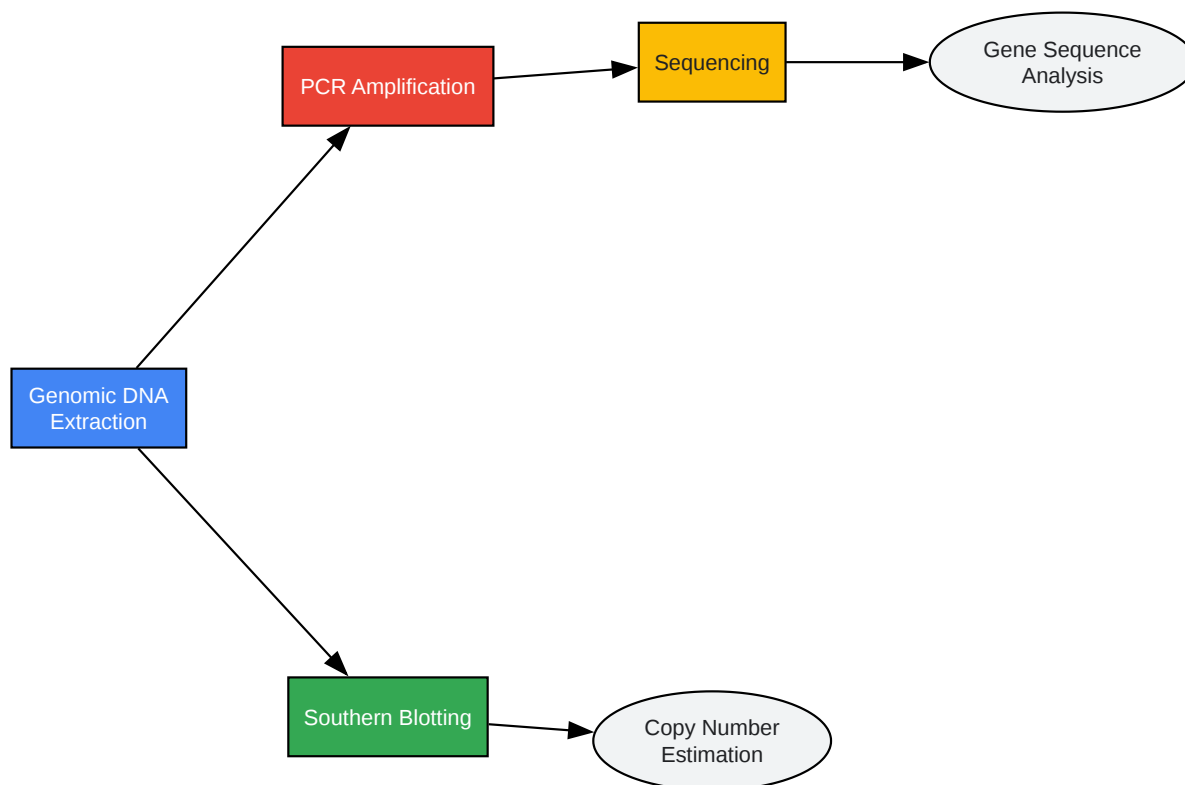 PCR Amplification
Sequencing
Gene Sequence
Analysis
Genomic DNA
Extraction
Southern Blotting
Copy Number
Estimation